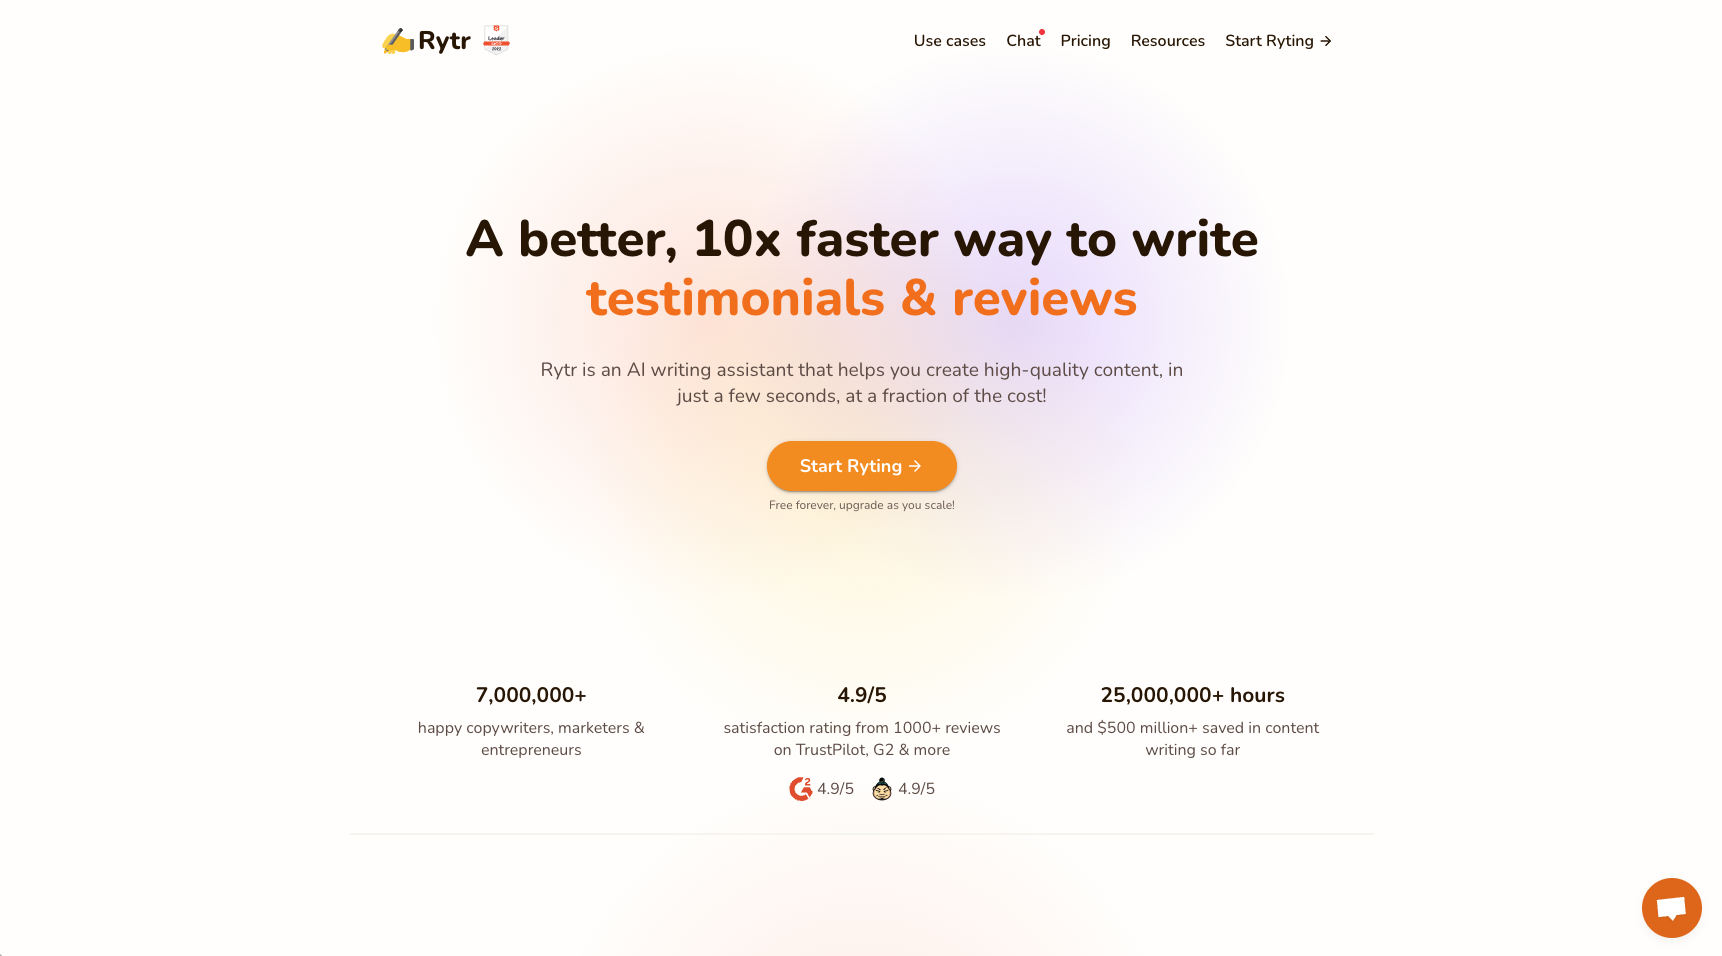 Rytr
Leader
2022
Use cases
Chat
Pricing
Resources
Start Ryting →
A better, 10x faster way to write
testimonials & reviews
Rytr is an AI writing assistant that helps you create high-quality content, in
just a few seconds, at a fraction of the cost!
Start Ryting →
Free forever, upgrade as you scale!
7,000,000+
happy copywriters, marketers &
entrepreneurs
4.9/5
satisfaction rating from 1000+ reviews
on TrustPilot, G2 & more
4.9/5
4.9/5
25,000,000+ hours
and $500 million+ saved in content
writing so far